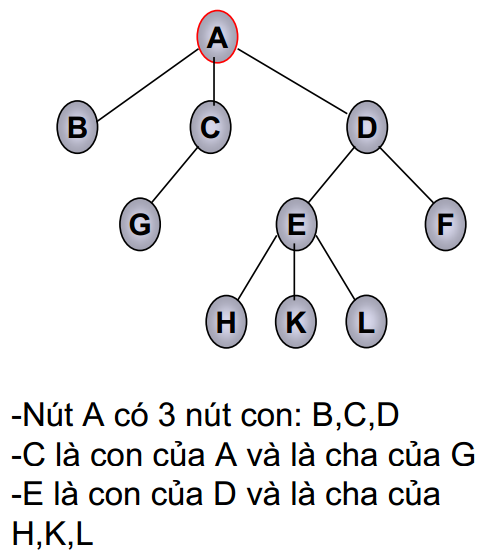 A
B C D
G E F
H K L
-Nút A có 3 nút con: B,C,D
-C là con của A và là cha của G
-E là con của D và là cha của
H,K,L